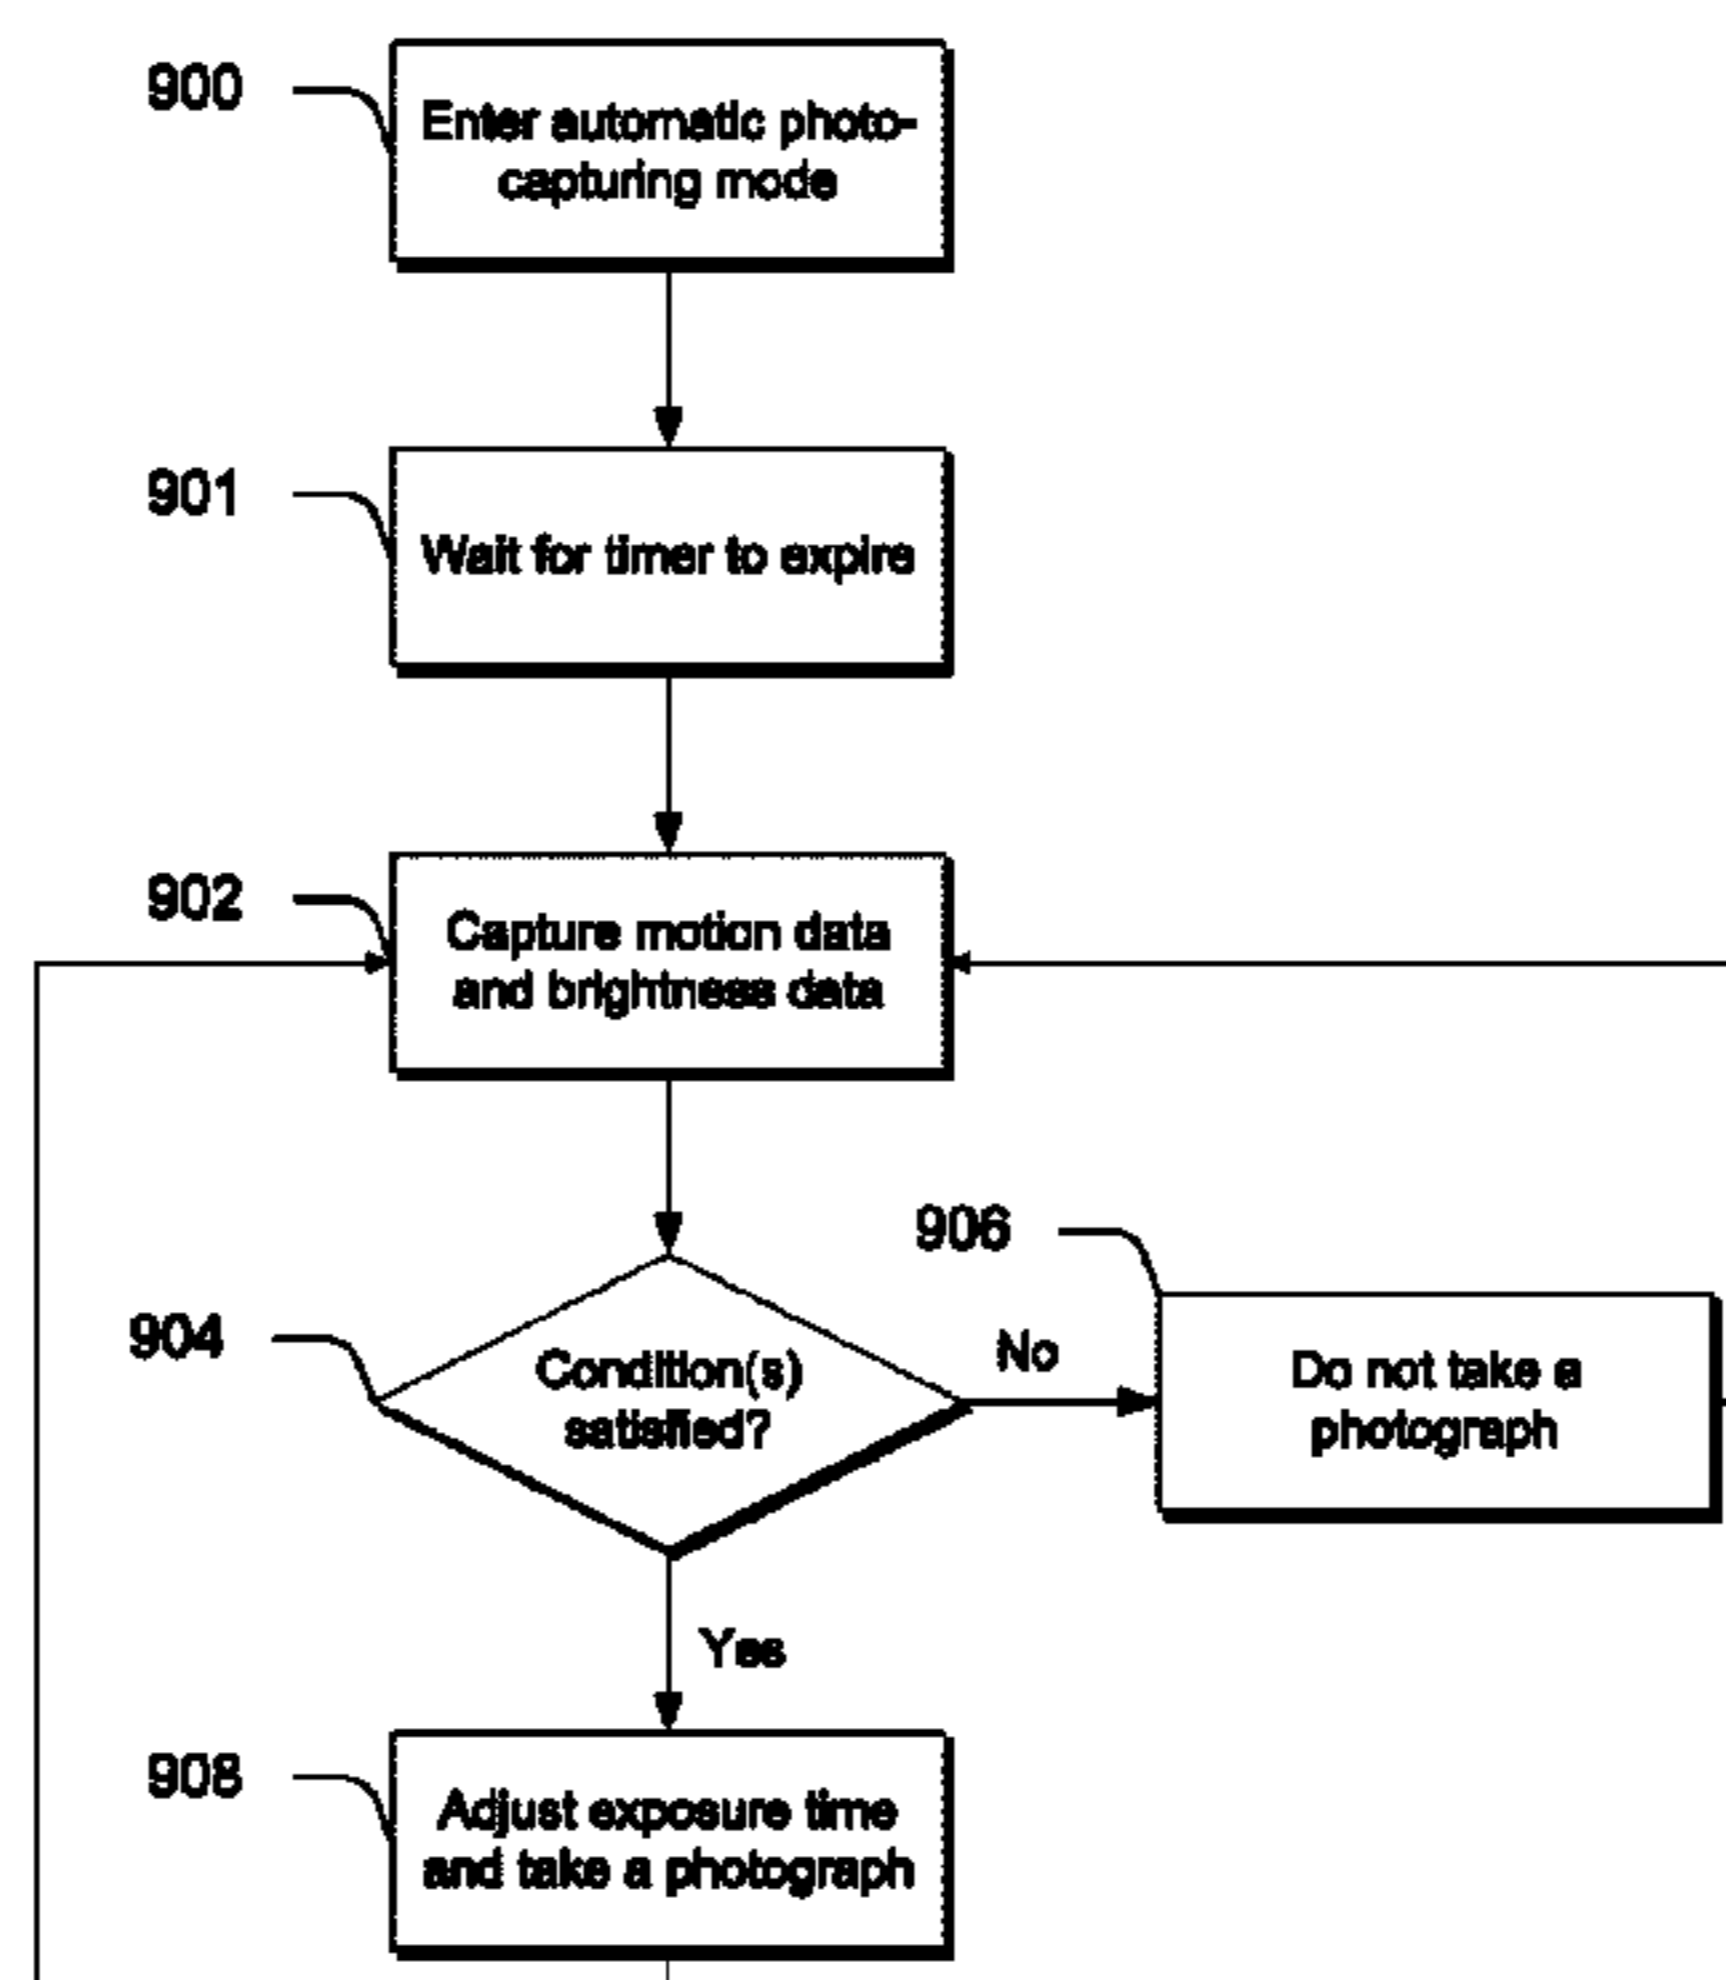 900
Enter automatic photo-
capturing mode
901
Wait for timer to expire
902
Capture motion data
and brightness data
904
Condition(s)
satisfied?
No
906
Do not take a
photograph
Yes
908
Adjust exposure time
and take a photograph